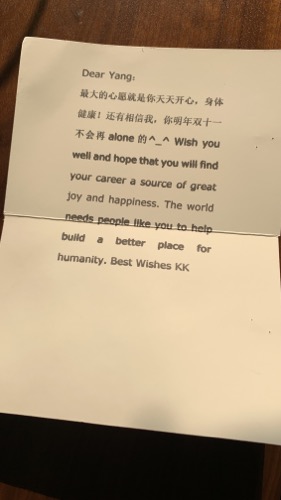 Dear Yang:
最大的心愿就是你天天开心，身体
健康！还有相信我，你明年双十一
不会再 alone 的^_^ Wish you
well and hope that you will find
your career a source of great
joy and happiness. The world
needs people like you to help
build a better place for
humanity. Best Wishes KK